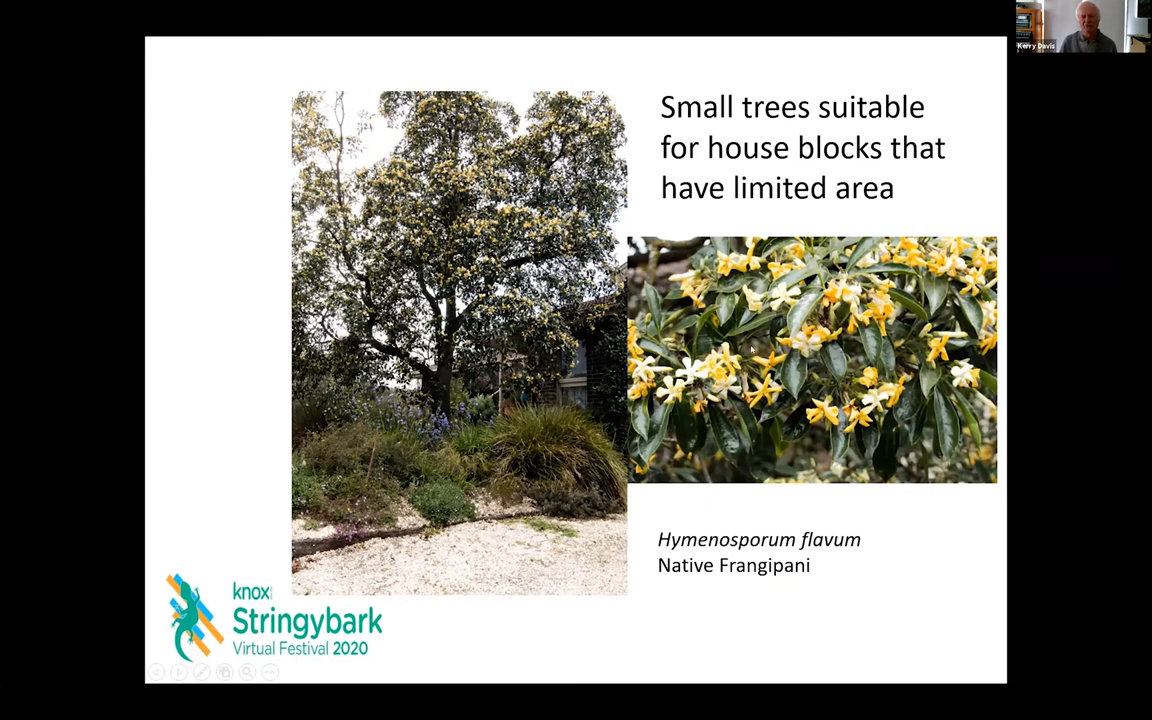 Kerry Davis
Small trees suitable
for house blocks that
have limited area
Hymenosporum flavum
Native Frangipani
knox
Stringybark
Virtual Festival 2020